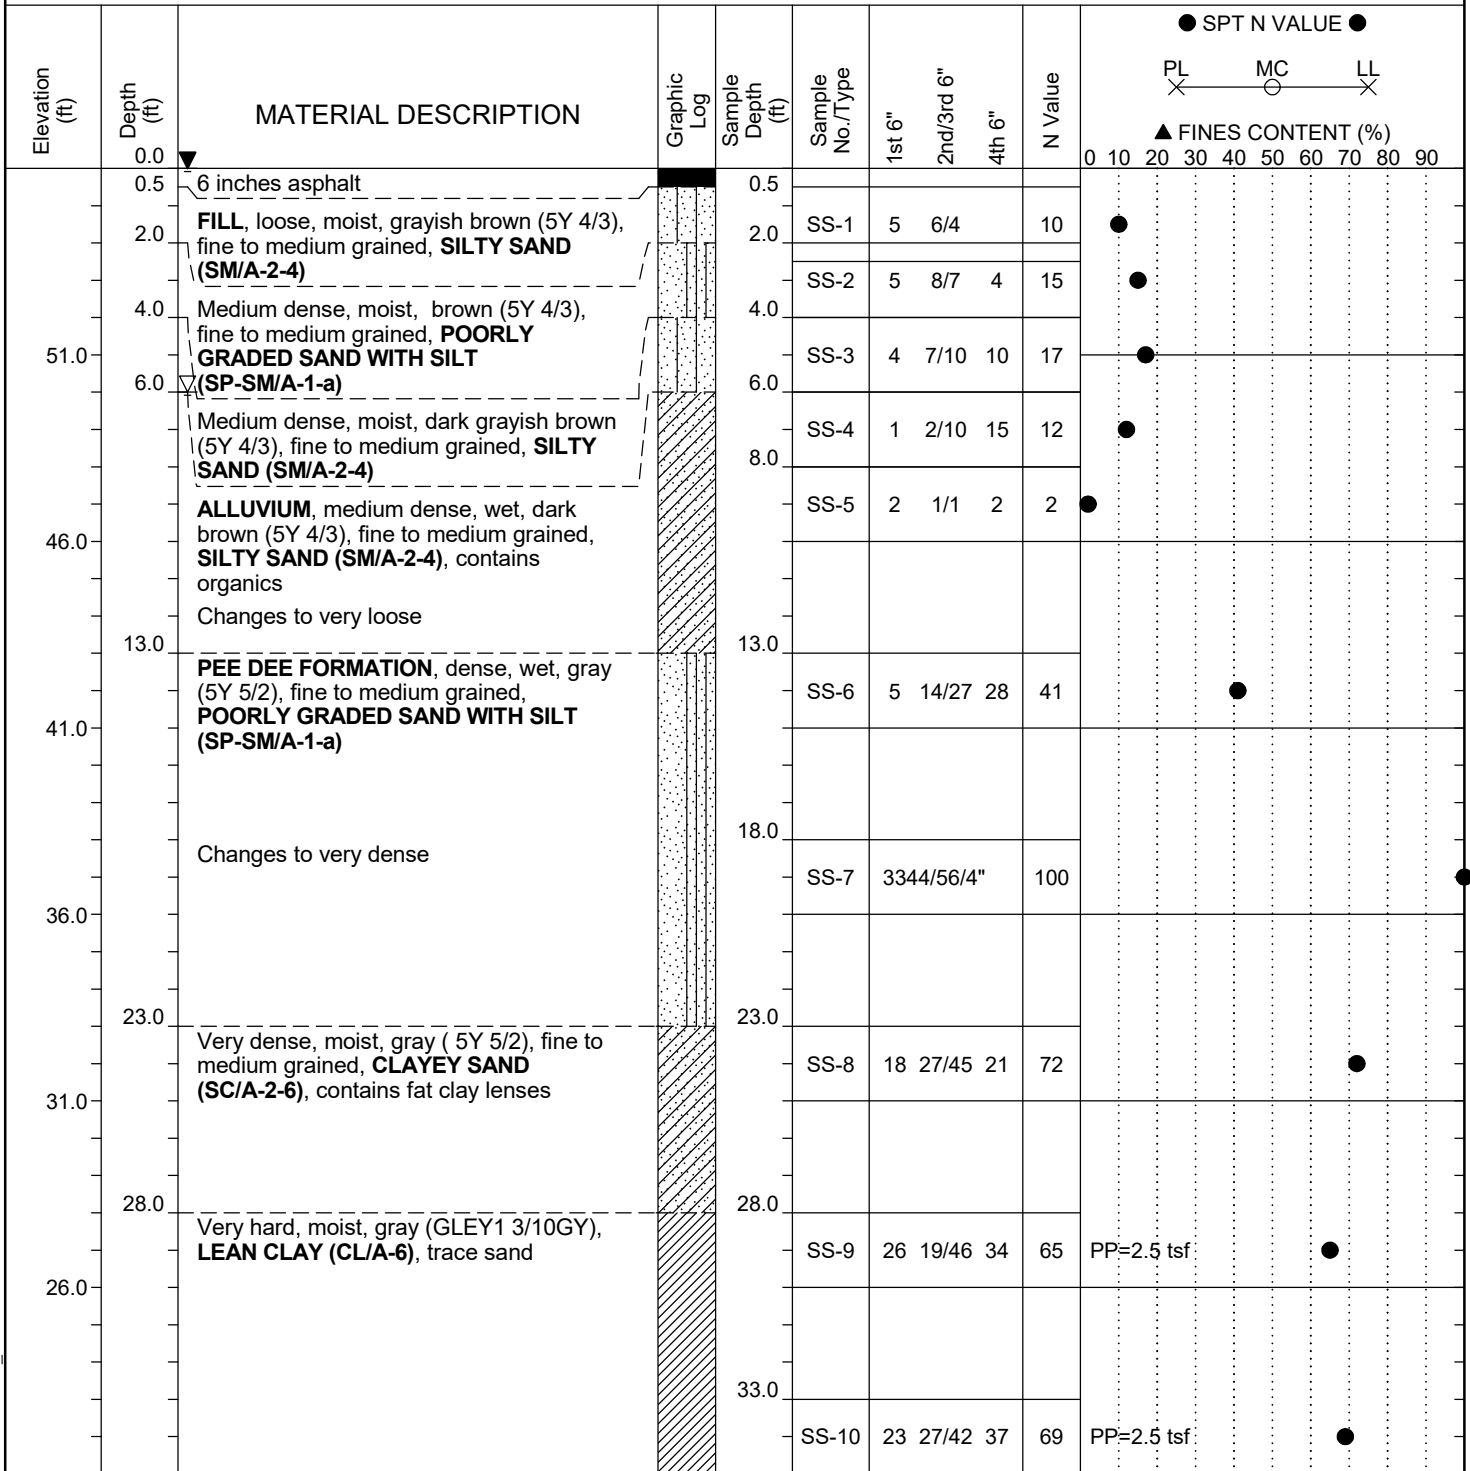 ● SPT N VALUE ●
PL MC LL
▲ FINES CONTENT (%)
0 10 20 30 40 50 60 70 80 90
Elevation (ft)
Depth (ft)
MATERIAL DESCRIPTION
Graphic Log
Sample Depth (ft)
Sample No./Type
1st 6"
2nd/3rd 6"
4th 6"
N Value
0.0
0.5 6 inches asphalt 0.5
FILL, loose, moist, grayish brown (5Y 4/3), SS-1 5 6/4 10
2.0 fine to medium grained, SILTY SAND 2.0
(SM/A-2-4)
SS-2 5 8/7 4 15
4.0 Medium dense, moist, brown (5Y 4/3), 4.0
fine to medium grained, POORLY
51.0 GRADED SAND WITH SILT SS-3 4 7/10 10 17
6.0 (SP-SM/A-1-a) 6.0
Medium dense, moist, dark grayish brown SS-4 1 2/10 15 12
(5Y 4/3), fine to medium grained, SILTY
SAND (SM/A-2-4) 8.0
ALLUVIUM, medium dense, wet, dark SS-5 2 1/1 2 2
brown (5Y 4/3), fine to medium grained,
46.0
SILTY SAND (SM/A-2-4), contains
organics
Changes to very loose
13.0 13.0
PEE DEE FORMATION, dense, wet, gray
(5Y 5/2), fine to medium grained, SS-6 5 14/27 28 41
POORLY GRADED SAND WITH SILT
41.0
(SP-SM/A-1-a)
18.0
Changes to very dense
SS-7 3344/56/4" 100
36.0
23.0 23.0
Very dense, moist, gray ( 5Y 5/2), fine to
medium grained, CLAYEY SAND SS-8 18 27/45 21 72
(SC/A-2-6), contains fat clay lenses
31.0
28.0 28.0
Very hard, moist, gray (GLEY1 3/10GY),
LEAN CLAY (CL/A-6), trace sand SS-9 26 19/46 34 65 PP=2.5 tsf
26.0
33.0
SS-10 23 27/42 37 69 PP=2.5 tsf